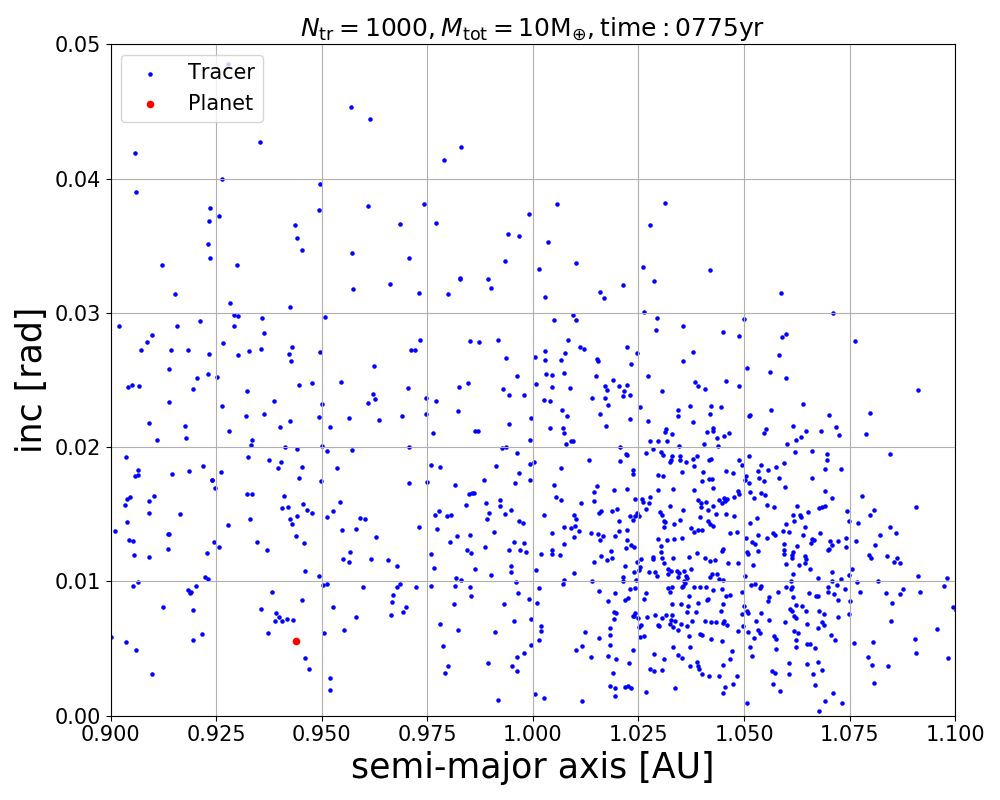 N_tr = 1000, M_tot = 10M_⊕, time : 0775yr
Tracer
Planet
inc [rad]
0.05
0.04
0.03
0.02
0.01
0.00
0.900 0.925 0.950 0.975 1.000 1.025 1.050 1.075 1.100
semi-major axis [AU]